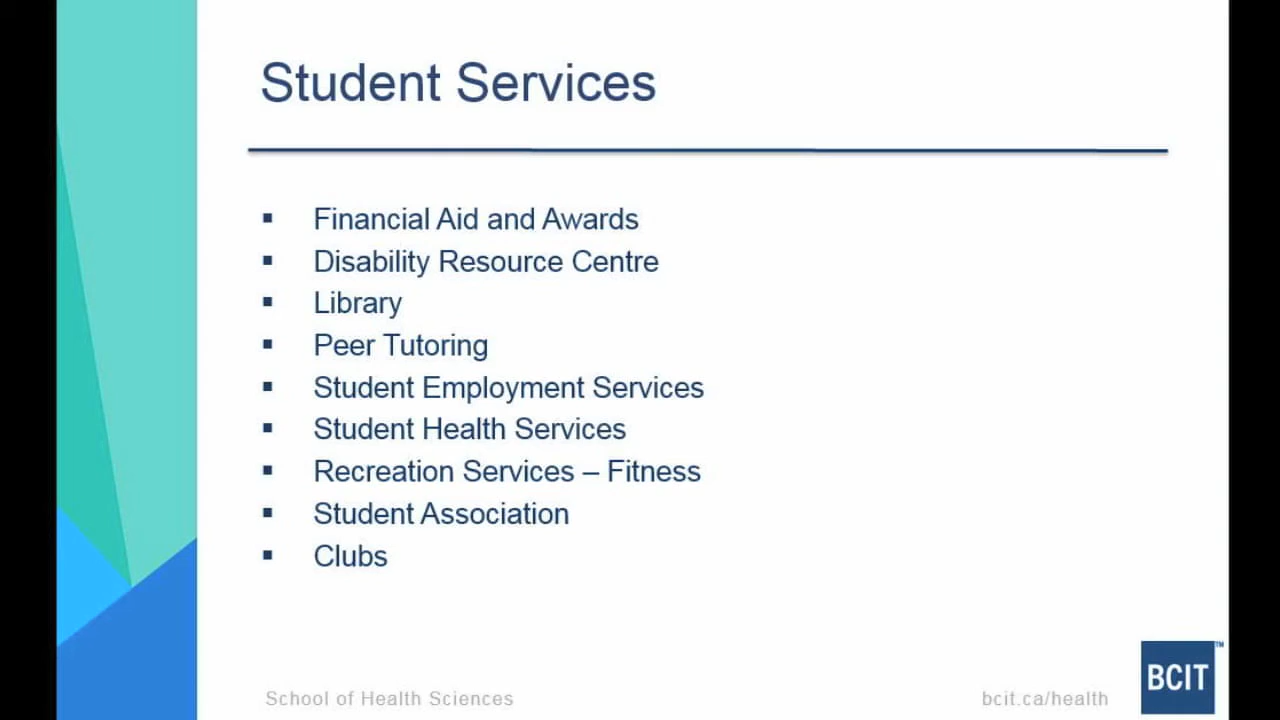 Student Services
▪ Financial Aid and Awards
▪ Disability Resource Centre
▪ Library
▪ Peer Tutoring
▪ Student Employment Services
▪ Student Health Services
▪ Recreation Services – Fitness
▪ Student Association
▪ Clubs
School of Health Sciences
bcit.ca/health
BCIT™